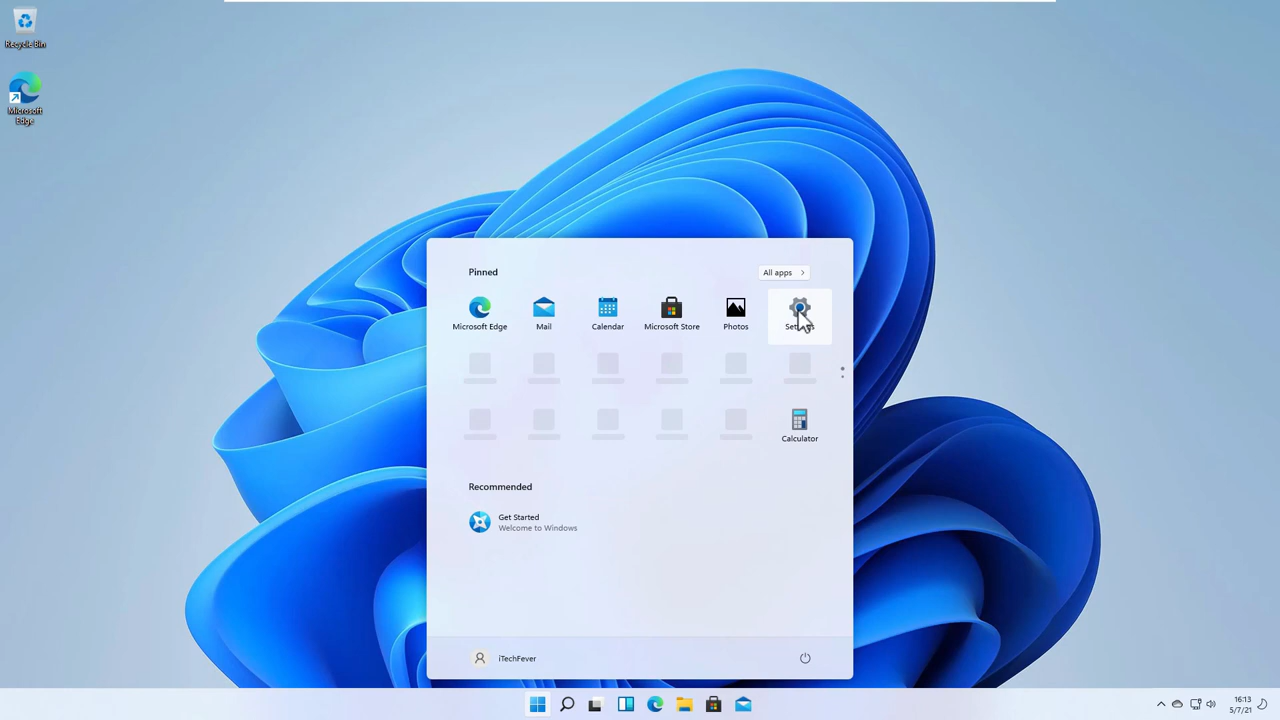 Recycle Bin
Microsoft
Edge
Pinned
All apps
Microsoft Edge
Mail
Calendar
Microsoft Store
Photos
Calculator
Recommended
Get Started
Welcome to Windows
iTechFever
16:13
5/7/21